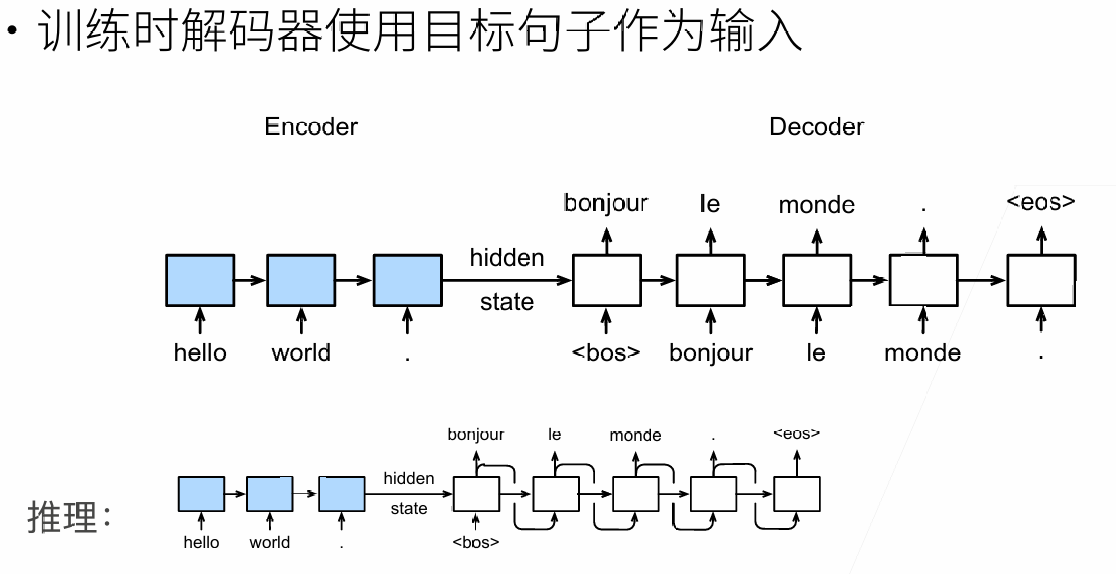 • 训练时解码器使用目标句子作为输入
Encoder Decoder
bonjour le monde . <eos>
hidden
state
hello world . <bos> bonjour le monde .
bonjour le monde . <eos>
hidden
state
推理：
hello world . <bos>